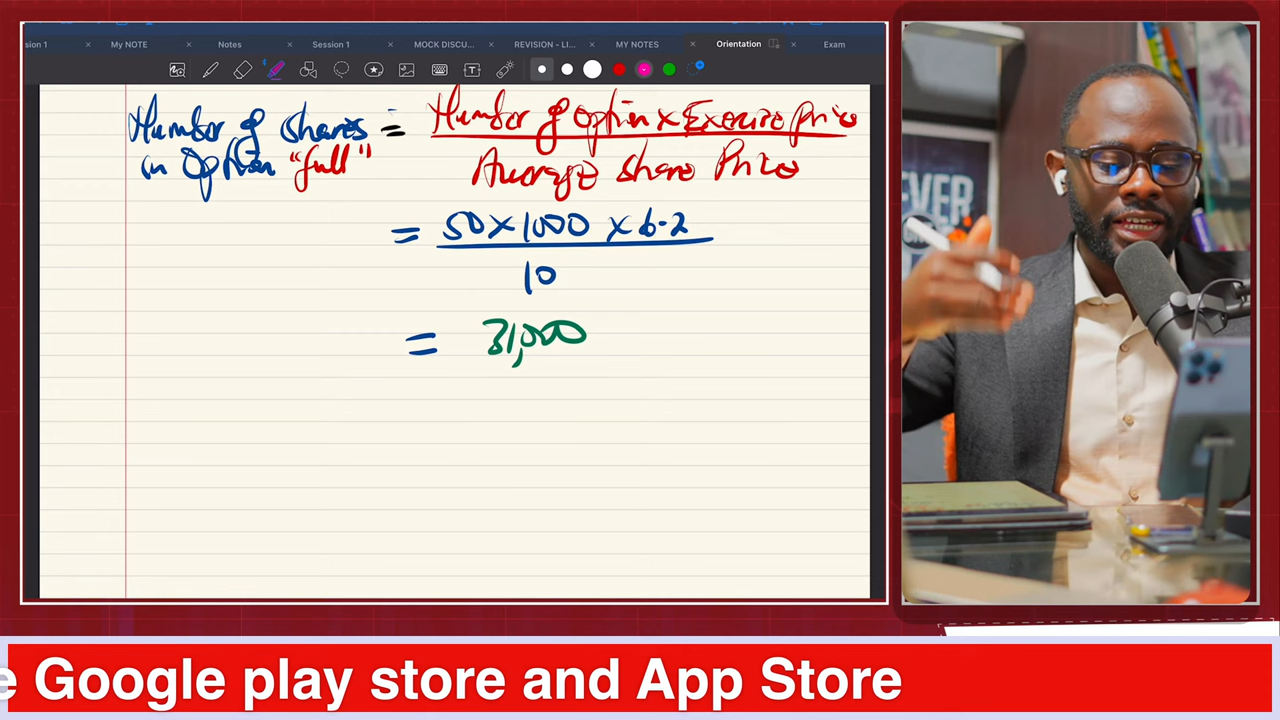 sion 1
My NOTE
Notes
Session 1
MOCK DISCU...
REVISION - LI...
MY NOTES
Orientation
Exam
Number of shares = Number of option x Exercise price
in Option "full" Average share Price
= 50 x 1000 x 6.2
10
= 31,000
EVER
e Google play store and App Store